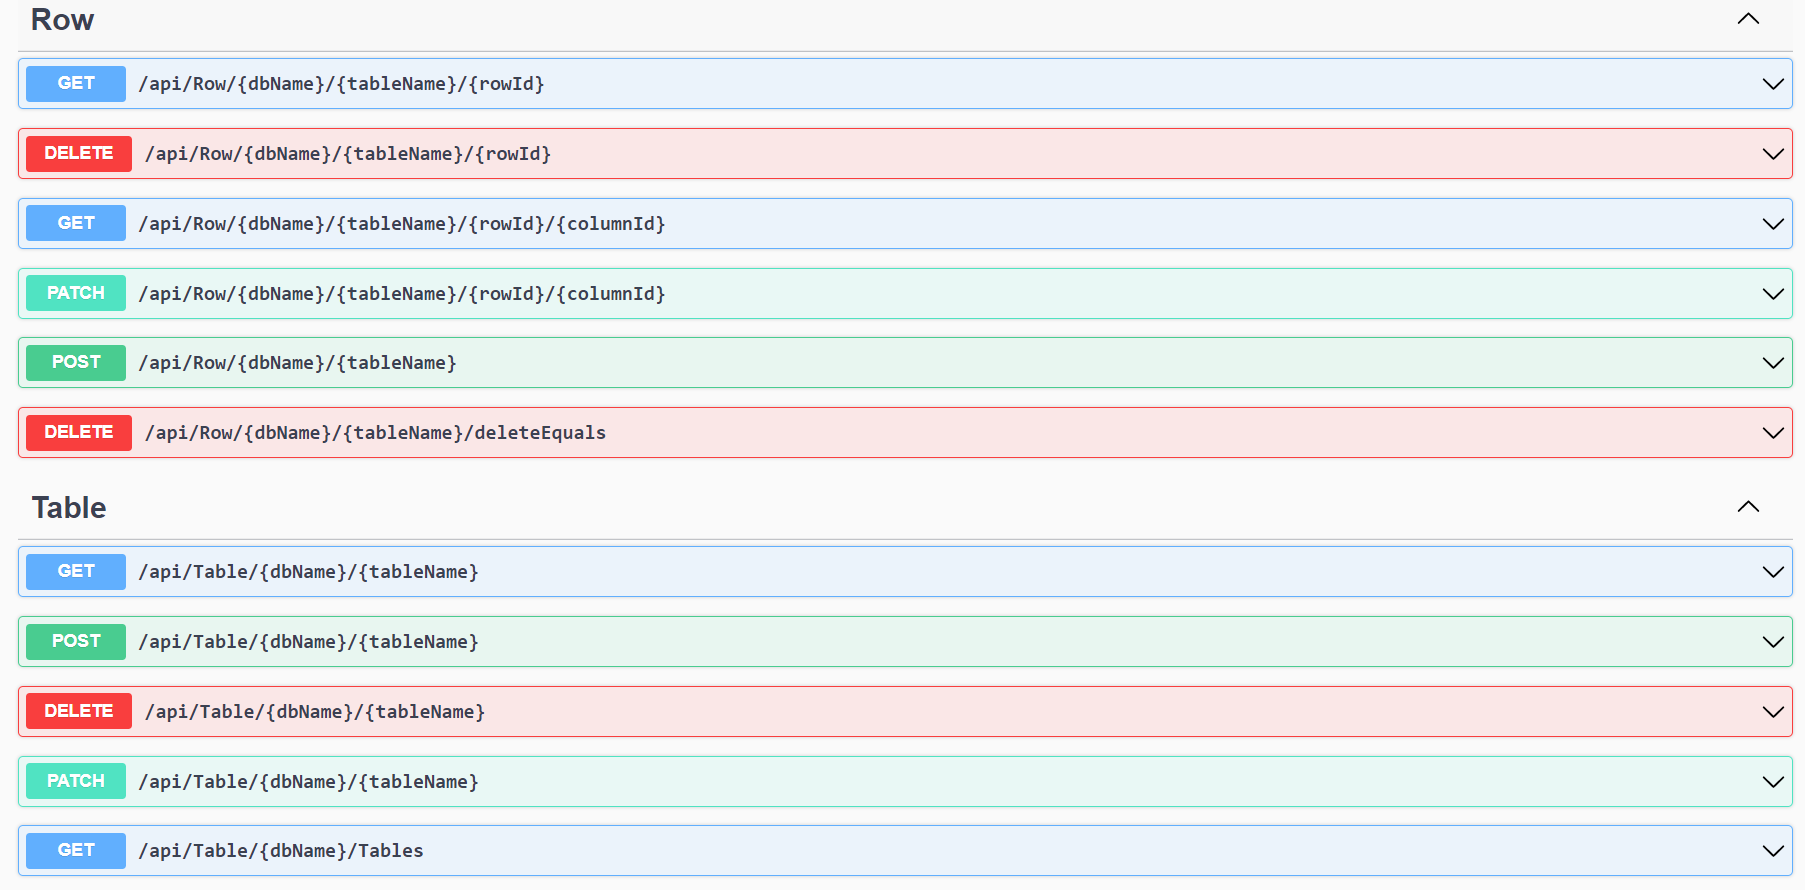 Row
GET /api/Row/{dbName}/{tableName}/{rowId}
DELETE /api/Row/{dbName}/{tableName}/{rowId}
GET /api/Row/{dbName}/{tableName}/{rowId}/{columnId}
PATCH /api/Row/{dbName}/{tableName}/{rowId}/{columnId}
POST /api/Row/{dbName}/{tableName}
DELETE /api/Row/{dbName}/{tableName}/deleteEquals
Table
GET /api/Table/{dbName}/{tableName}
POST /api/Table/{dbName}/{tableName}
DELETE /api/Table/{dbName}/{tableName}
PATCH /api/Table/{dbName}/{tableName}
GET /api/Table/{dbName}/Tables